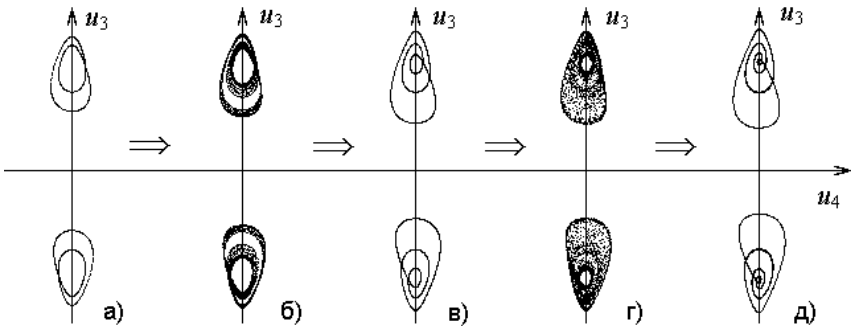 u₃ u₃ u₃ u₃ u₃
⇒ ⇒ ⇒ ⇒
u₄
а) б) в) г) д)